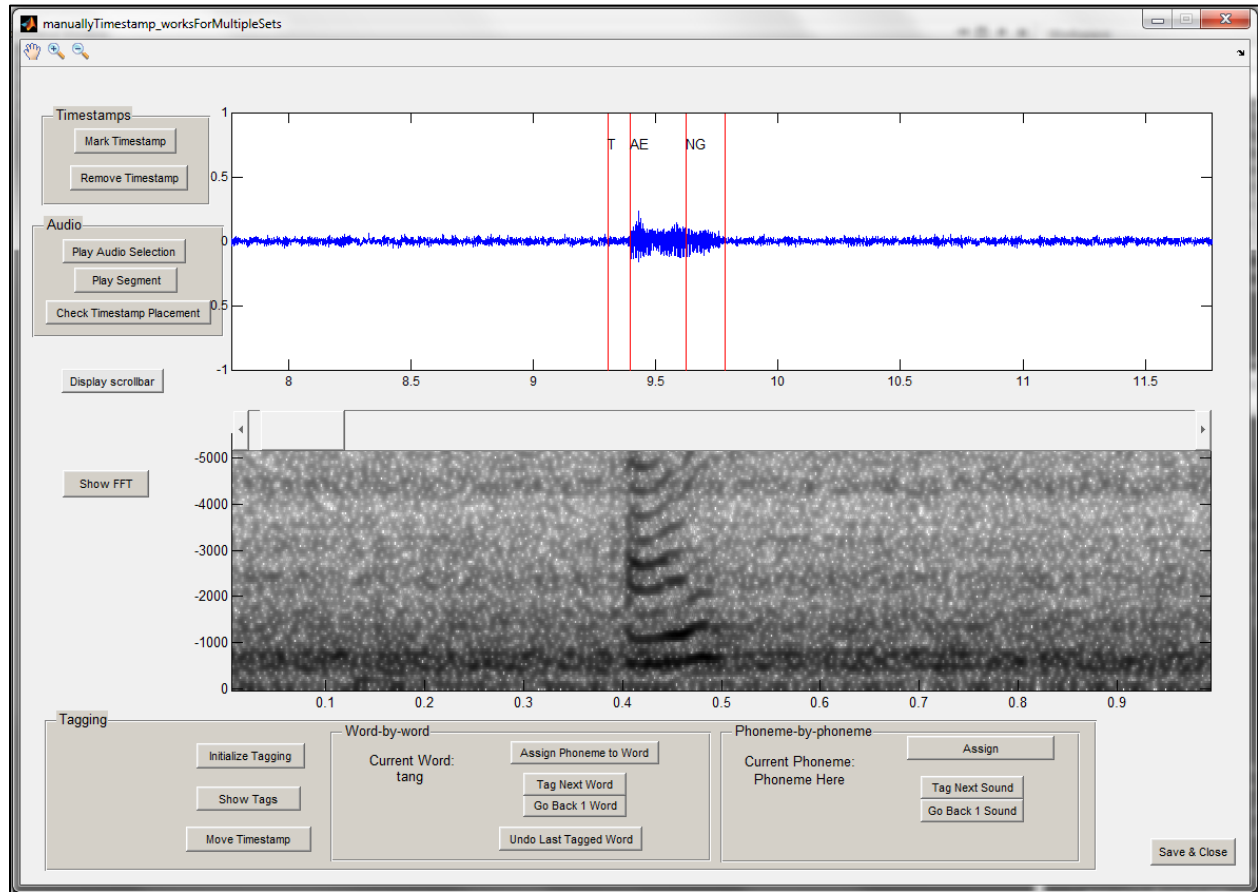 manuallyTimestamp_worksForMultipleSets
Timestamps
Mark Timestamp
Remove Timestamp
Audio
Play Audio Selection
Play Segment
Check Timestamp Placement
Display scrollbar
Show FFT
1
0.5
0
0.5
-1
T AE NG
8 8.5 9 9.5 10 10.5 11 11.5
-5000
-4000
-3000
-2000
-1000
0
0.1 0.2 0.3 0.4 0.5 0.6 0.7 0.8 0.9
Tagging
Initialize Tagging
Show Tags
Move Timestamp
Word-by-word
Current Word:
tang
Assign Phoneme to Word
Tag Next Word
Go Back 1 Word
Undo Last Tagged Word
Phoneme-by-phoneme
Current Phoneme:
Phoneme Here
Assign
Tag Next Sound
Go Back 1 Sound
Save & Close